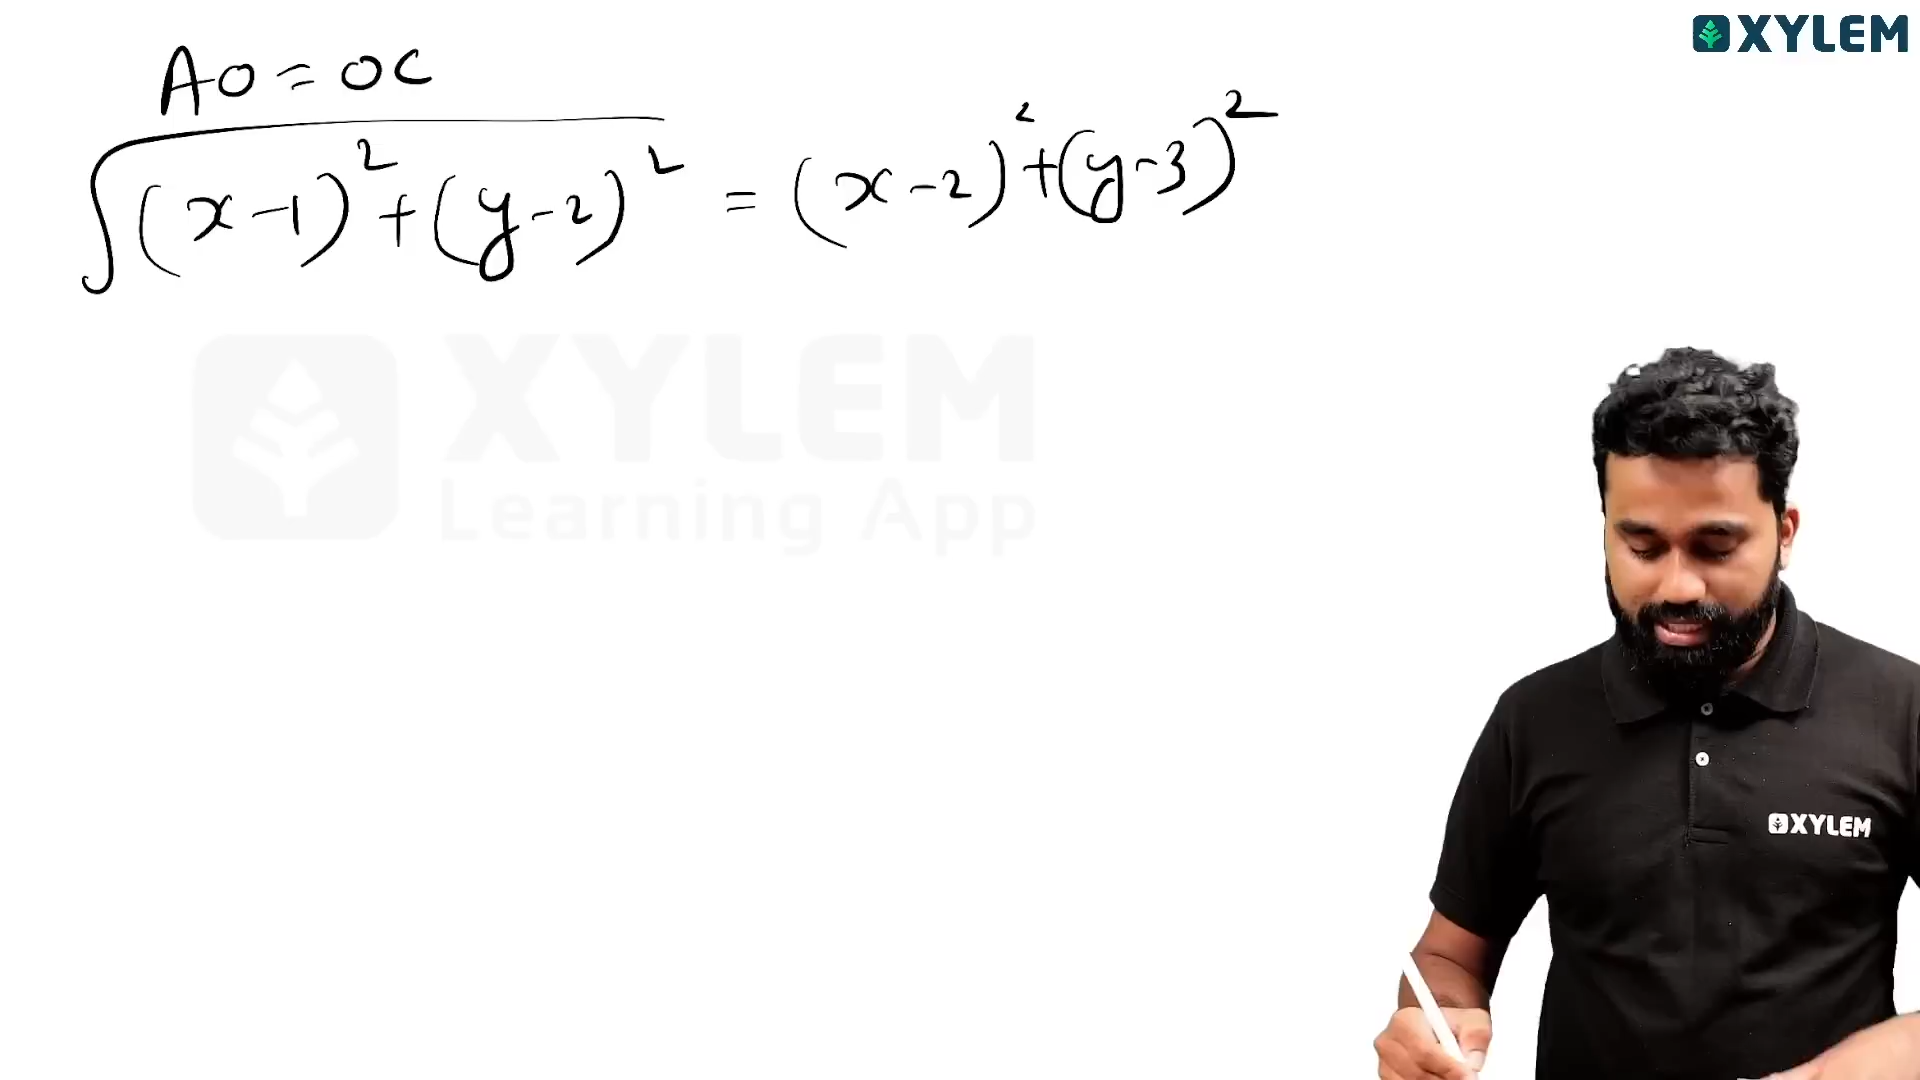 XYLEM
AO = OC
√(x-1)² + (y-2)² = (x-2)² + (y-3)²
XYLEM
Learning App
XYLEM